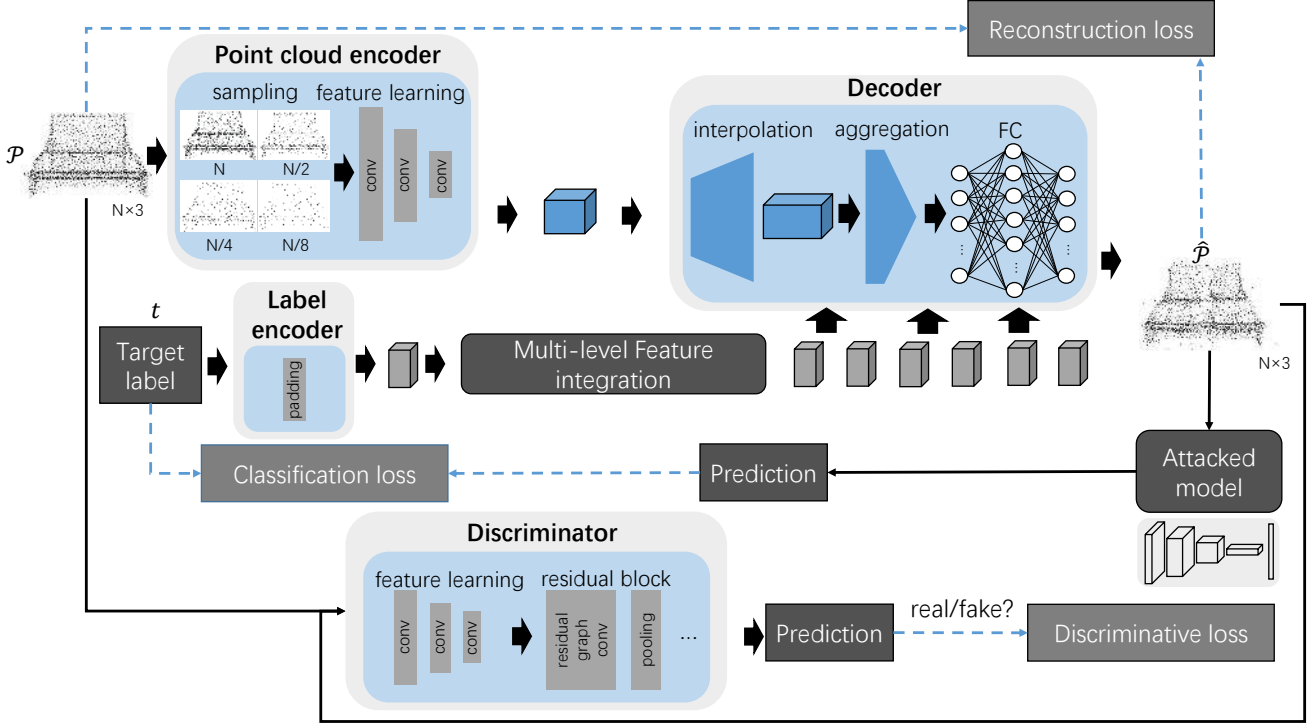 Reconstruction loss
Point cloud encoder
sampling
feature learning
N
N/2
N/4
N/8
conv
conv
conv
𝒫
N×3
Decoder
interpolation
aggregation
FC
...
...
...
𝒫̂
N×3
t
Target
label
Label
encoder
padding
Multi-level Feature
integration
Classification loss
Prediction
Attacked
model
Discriminator
feature learning
residual block
conv
conv
conv
residual
graph
conv
pooling
...
Prediction
real/fake?
Discriminative loss